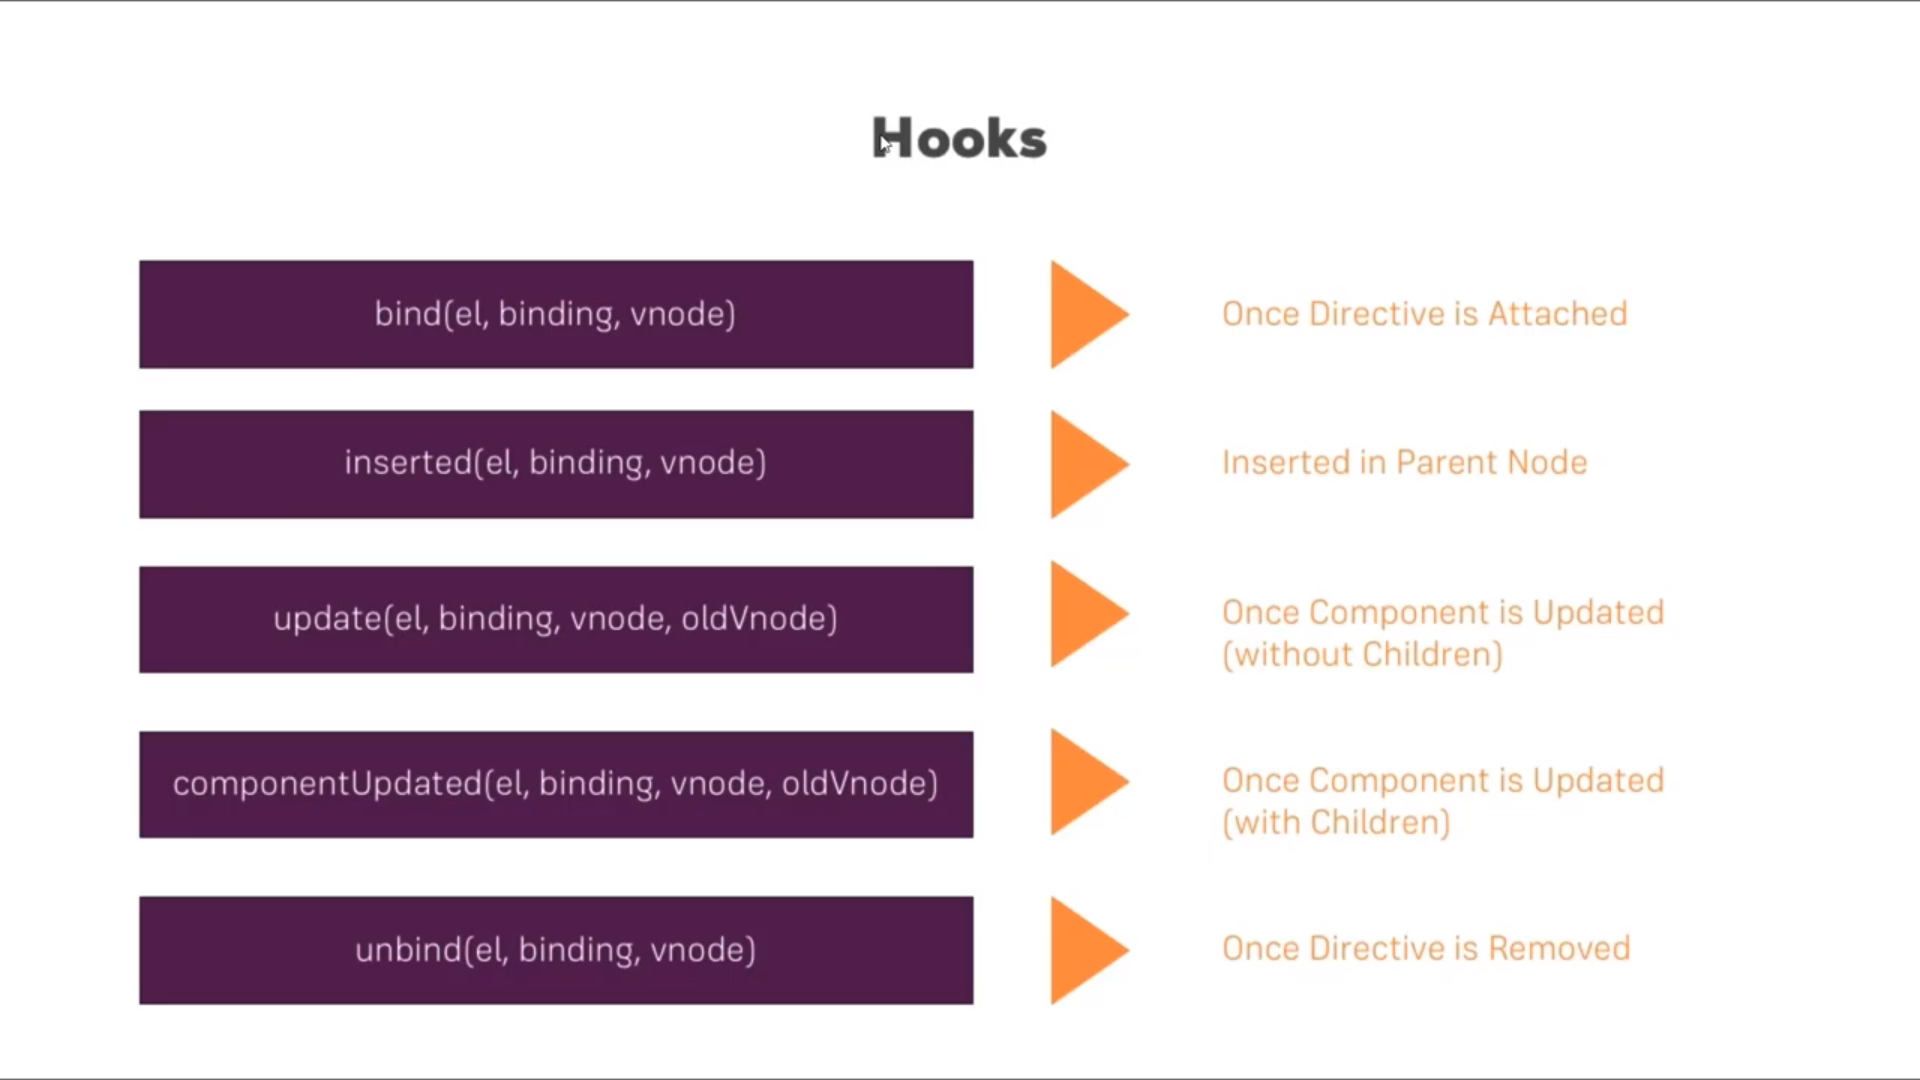 Hooks
bind(el, binding, vnode)
Once Directive is Attached
inserted(el, binding, vnode)
Inserted in Parent Node
update(el, binding, vnode, oldVnode)
Once Component is Updated
(without Children)
componentUpdated(el, binding, vnode, oldVnode)
Once Component is Updated
(with Children)
unbind(el, binding, vnode)
Once Directive is Removed